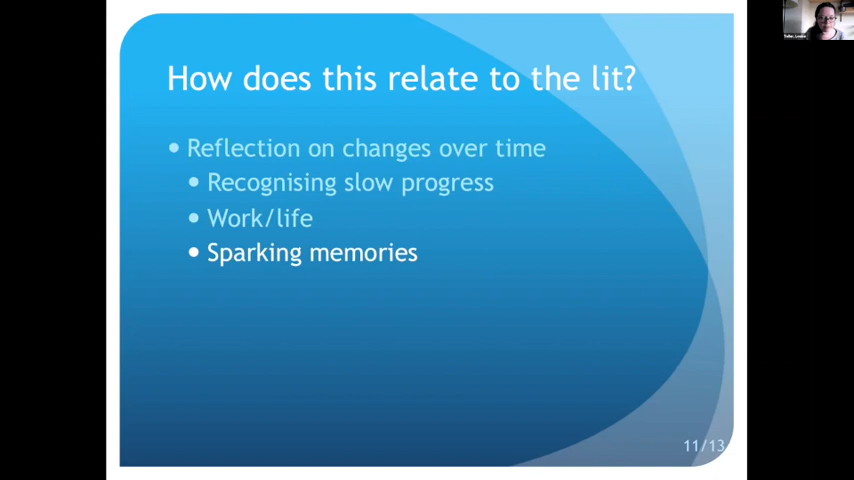 How does this relate to the lit?
• Reflection on changes over time
• Recognising slow progress
• Work/life
• Sparking memories
11/13